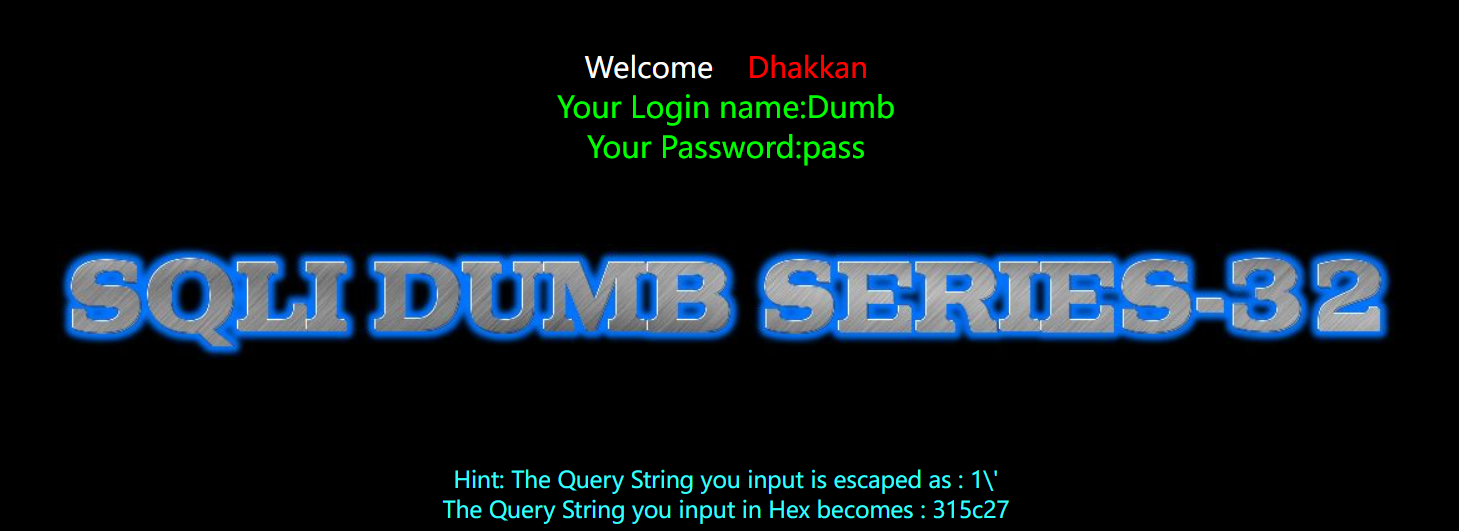 Welcome Dhakkan
Your Login name:Dumb
Your Password:pass
SQLI DUMB SERIES-32
Hint: The Query String you input is escaped as : 1\'
The Query String you input in Hex becomes : 315c27